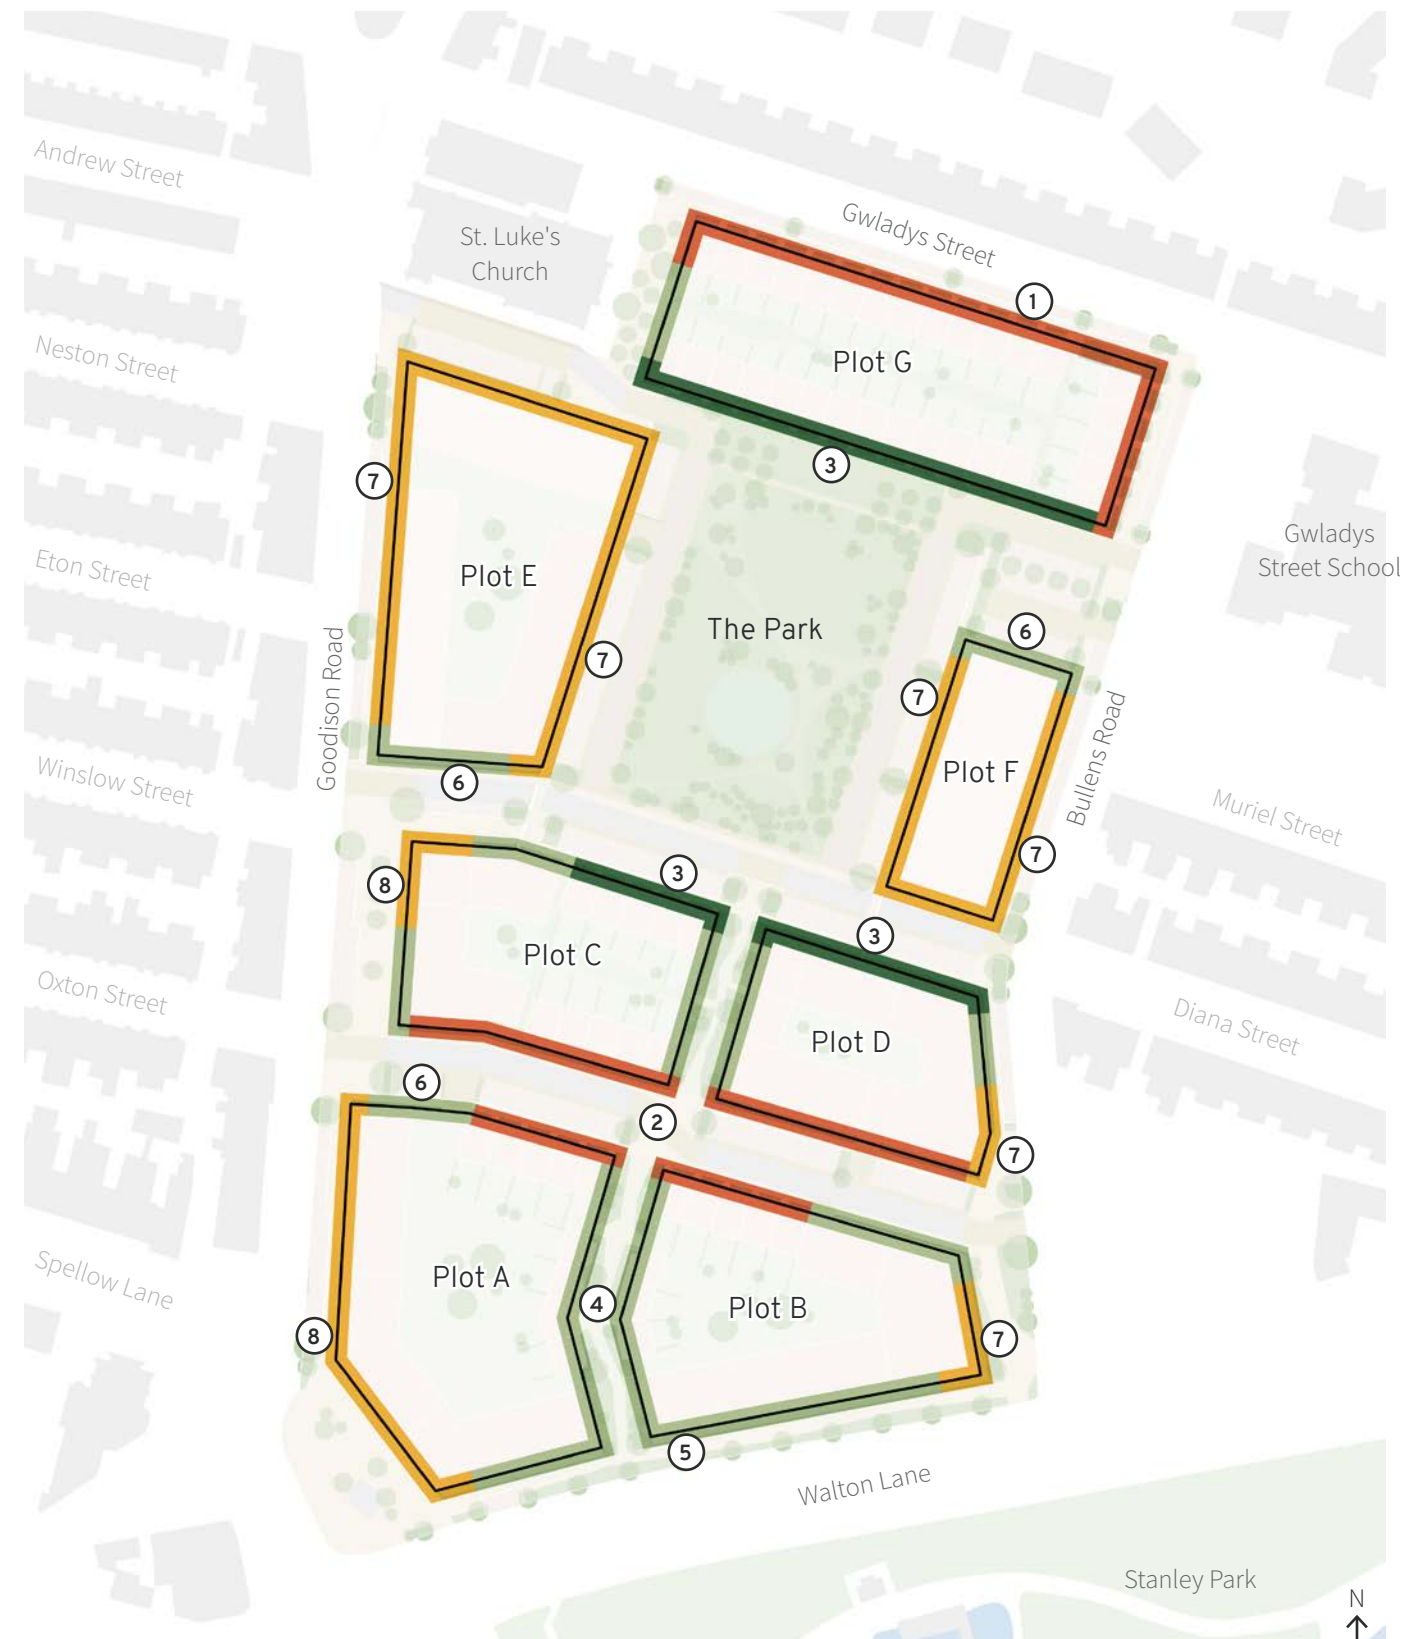 Andrew Street
Gwladys Street
St. Luke's
Church
1
Neston Street
Plot G
3
7
Gwladys
Street School
Eton Street
Plot E
The Park
6
7
7
Goodison Road
Bullens Road
Plot F
Winslow Street
6
Muriel Street
7
3
8
3
Plot C
Oxton Street
Plot D
Diana Street
6
2
7
Spellow Lane
Plot A
4
Plot B
8
7
5
Walton Lane
Stanley Park
N